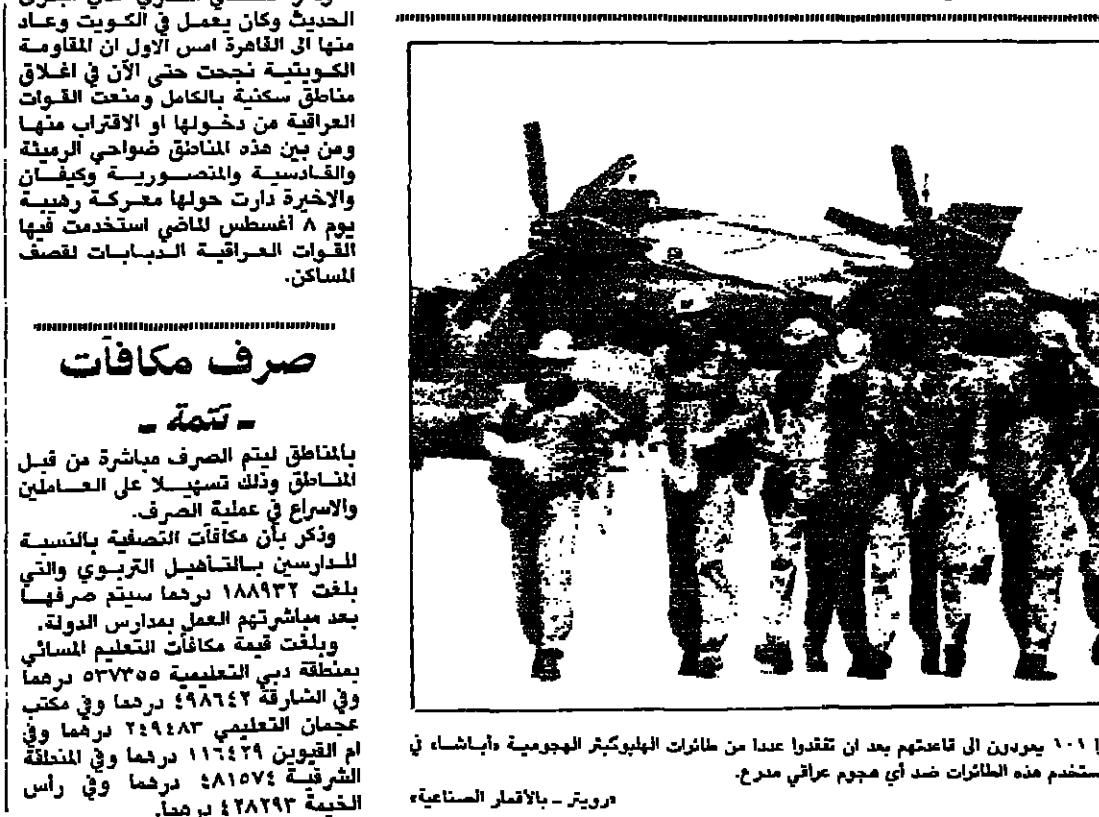 الحديث وكان يعمل في الكويت وعاد
منها الى القاهرة امس الاول ان المقاومة
الكويتية نجحت حتى الآن في اغلاق
مناطق سكنية بالكامل ومنعت القوات
العراقية من دخولها او الاقتراب منها
ومن بين هذه المناطق ضواحي الرميثة
والقادسية والمنصورية وكيفان
والاخيرة دارت حولها معركة رهيبة
يوم ٨ أغسطس الماضي استخدمت فيها
القوات العراقية الدبابات لقصف
المساكن.
صرف مكافآت
ـ تتمة ـ
بالمناطق ليتم الصرف مباشرة من قبل
المناطق وذلك تسهيلا على العاملين
والاسراع في عملية الصرف.
وذكر بأن مكافآت التصفية بالنسبة
للدارسين بالتأهيل التربوي والتي
بلغت ١٨٨٩٣٢ درهما سيتم صرفها
بعد مباشرتهم العمل بمدارس الدولة.
وبلغت قيمة مكافآت التعليم المسائي
بمنطقة دبي التعليمية ٥٣٧٣٥٥ درهما
وفي الشارقة ٤٩٨٦٤٢ درهما وفي مكتب
عجمان التعليمي ٢٤٩٤٨٣ درهما وفي
ام القيوين ١١٦٤٢٩ درهما وفي المنطقة
الشرقية ٤٨١٥٧٤ درهما وفي رأس
الخيمة ٤٢٨٢٩٣ درهما.
١٠١ يعودون الى قاعدتهم بعد ان تفقدوا عددا من طائرات الهليوكبتر الهجومية «أباشا» في
ستخدم هذه الطائرات ضد أي هجوم عراقي مدرع.
«رويتر ـ بالأقمار الصناعية»